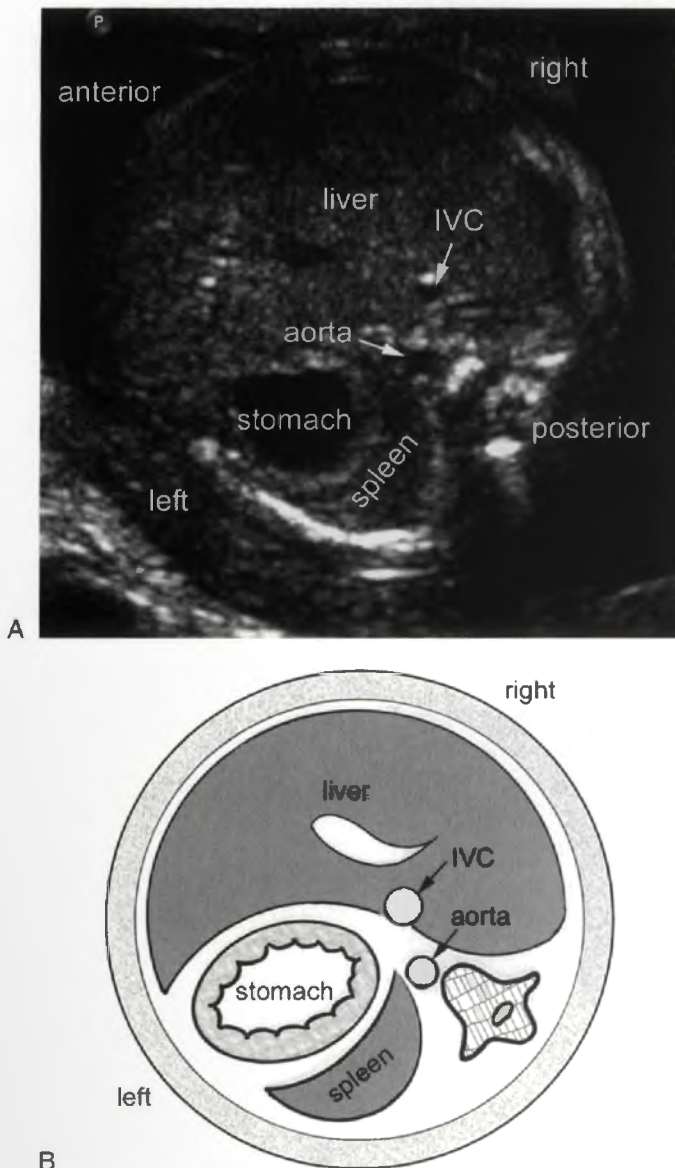 P
right
anterior
liver
IVC
aorta
stomach
posterior
spleen
left
A
right
liver
IVC
aorta
stomach
spleen
left
B